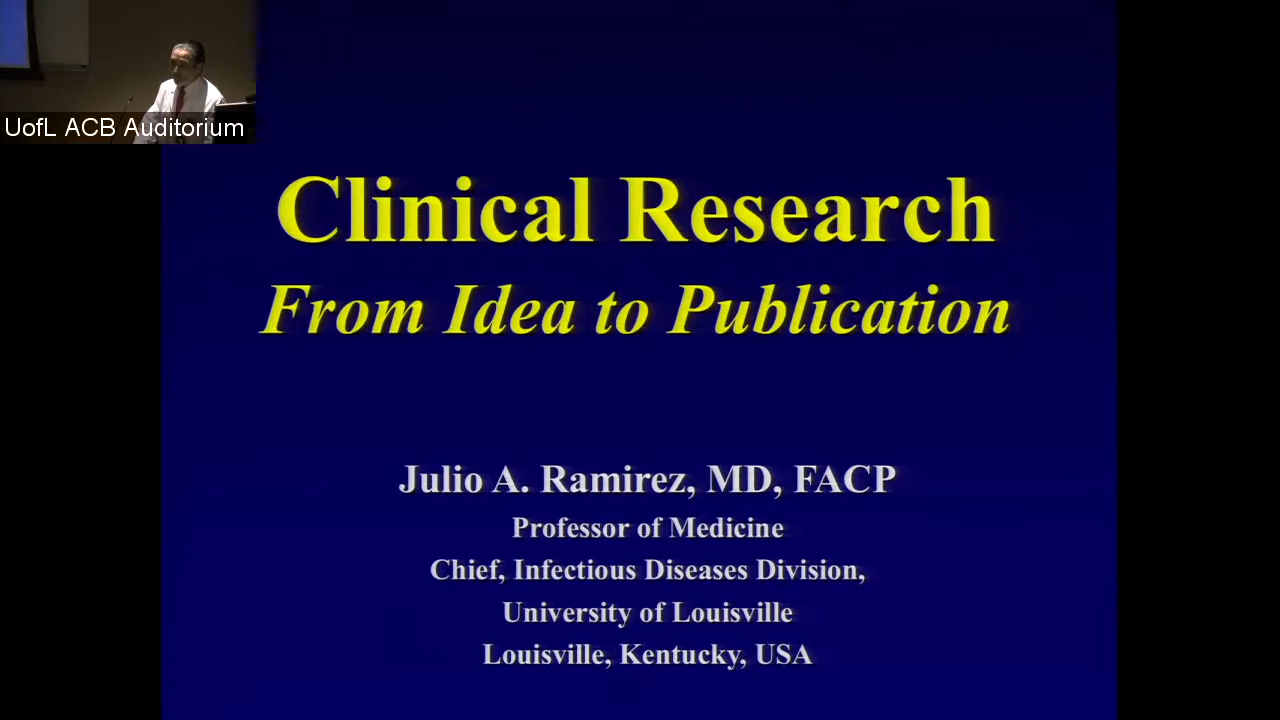 UofL ACB Auditorium
Clinical Research
From Idea to Publication
Julio A. Ramirez, MD, FACP
Professor of Medicine
Chief, Infectious Diseases Division,
University of Louisville
Louisville, Kentucky, USA